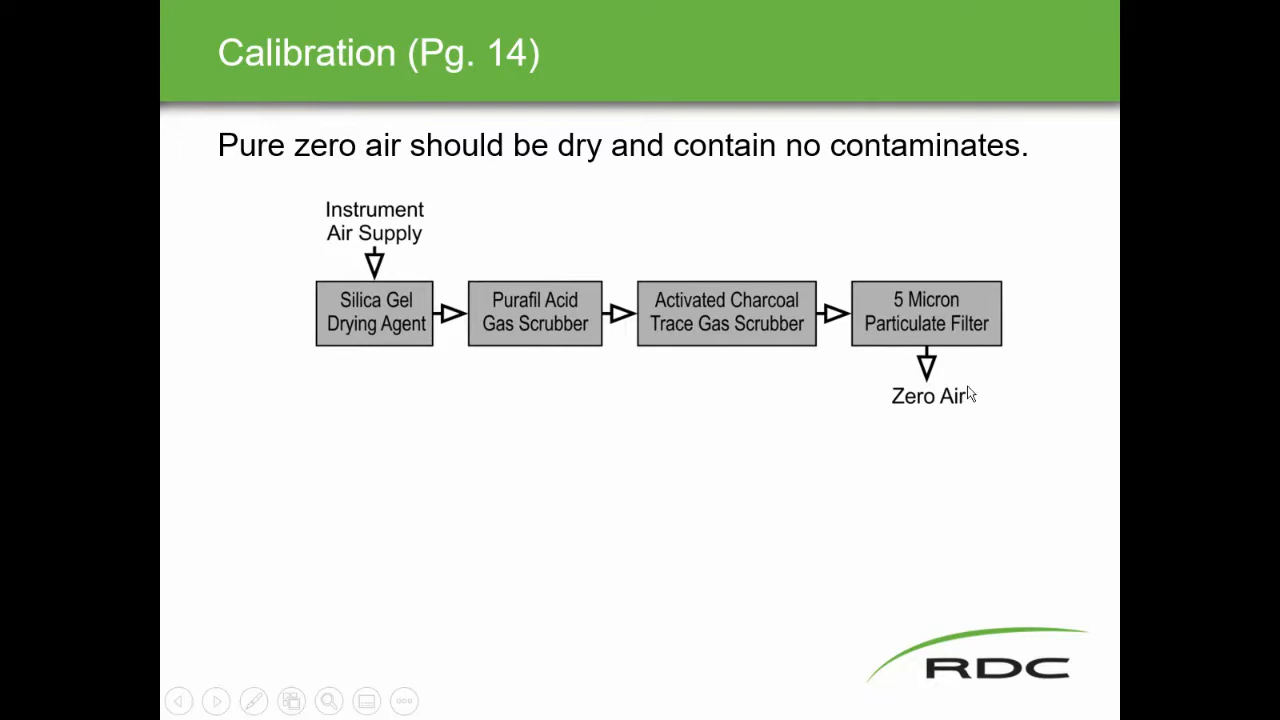 Calibration (Pg. 14)
Pure zero air should be dry and contain no contaminates.
Instrument
Air Supply
Silica Gel
Drying Agent
Purafil Acid
Gas Scrubber
Activated Charcoal
Trace Gas Scrubber
5 Micron
Particulate Filter
Zero Air
RDC